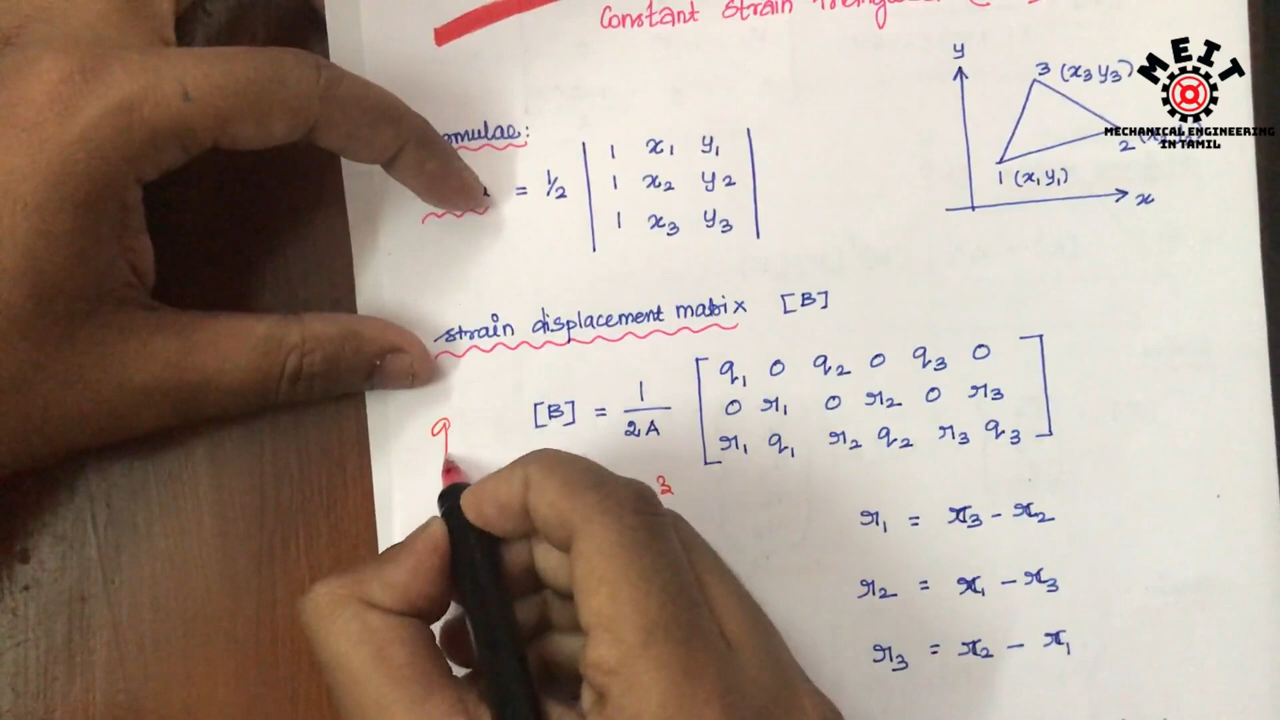 Constant Strain
y
3 (x3 y3)
MEIT
MECHANICAL ENGINEERING
IN TAMIL
2
1 (x1 y1)
x
mulae:
= 1/2 | 1 x1 y1 |
| 1 x2 y2 |
| 1 x3 y3 |
strain displacement matrix [B]
[B] = 1/2A [ q1 0 q2 0 q3 0 ]
[ 0 r1 0 r2 0 r3 ]
[ r1 q1 r2 q2 r3 q3 ]
q
3
r1 = x3 - x2
r2 = x1 - x3
r3 = x2 - x1